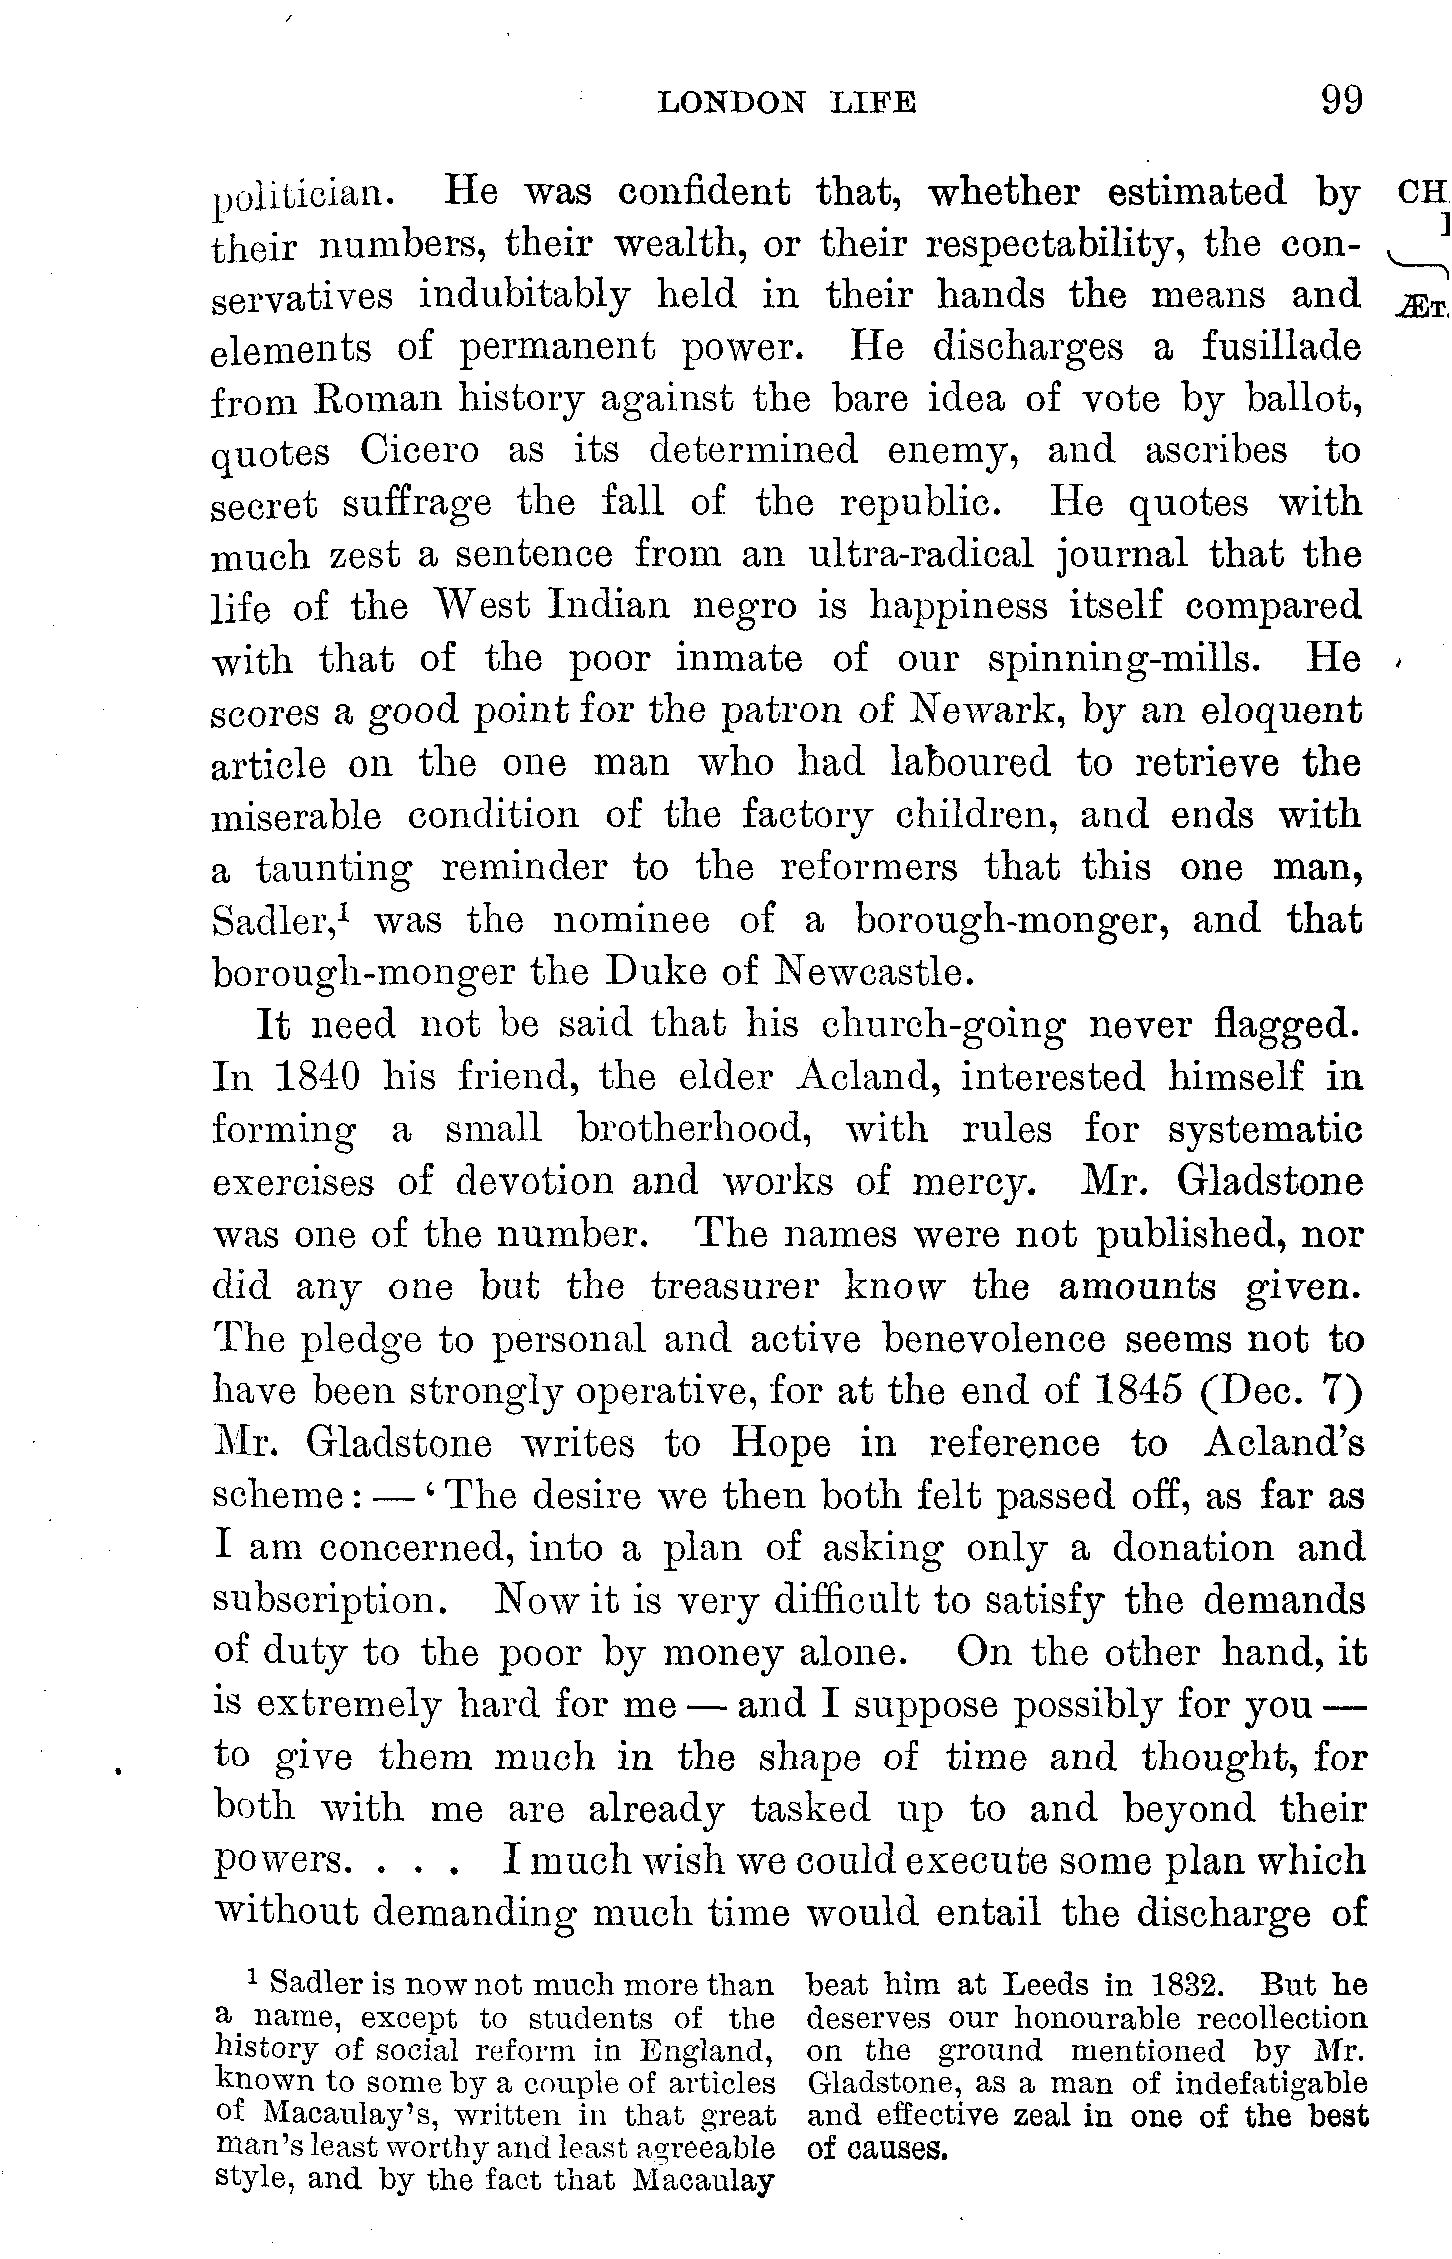 LONDON LIFE 99
politician. He was confident that, whether estimated by
their numbers, their wealth, or their respectability, the con-
servatives indubitably held in their hands the means and
elements of permanent power. He discharges a fusillade
from Roman history against the bare idea of vote by ballot,
quotes Cicero as its determined enemy, and ascribes to
secret suffrage the fall of the republic. He quotes with
much zest a sentence from an ultra-radical journal that the
life of the West Indian negro is happiness itself compared
with that of the poor inmate of our spinning-mills. He
scores a good point for the patron of Newark, by an eloquent
article on the one man who had laboured to retrieve the
miserable condition of the factory children, and ends with
a taunting reminder to the reformers that this one man,
Sadler,¹ was the nominee of a borough-monger, and that
borough-monger the Duke of Newcastle.
It need not be said that his church-going never flagged.
In 1840 his friend, the elder Acland, interested himself in
forming a small brotherhood, with rules for systematic
exercises of devotion and works of mercy. Mr. Gladstone
was one of the number. The names were not published, nor
did any one but the treasurer know the amounts given.
The pledge to personal and active benevolence seems not to
have been strongly operative, for at the end of 1845 (Dec. 7)
Mr. Gladstone writes to Hope in reference to Acland's
scheme: — ‘The desire we then both felt passed off, as far as
I am concerned, into a plan of asking only a donation and
subscription. Now it is very difficult to satisfy the demands
of duty to the poor by money alone. On the other hand, it
is extremely hard for me — and I suppose possibly for you —
to give them much in the shape of time and thought, for
both with me are already tasked up to and beyond their
powers. . . . I much wish we could execute some plan which
without demanding much time would entail the discharge of
¹ Sadler is now not much more than
a name, except to students of the
history of social reform in England,
known to some by a couple of articles
of Macaulay's, written in that great
man's least worthy and least agreeable
style, and by the fact that Macaulay
beat him at Leeds in 1832. But he
deserves our honourable recollection
on the ground mentioned by Mr.
Gladstone, as a man of indefatigable
and effective zeal in one of the best
of causes.
CH
ÆT.